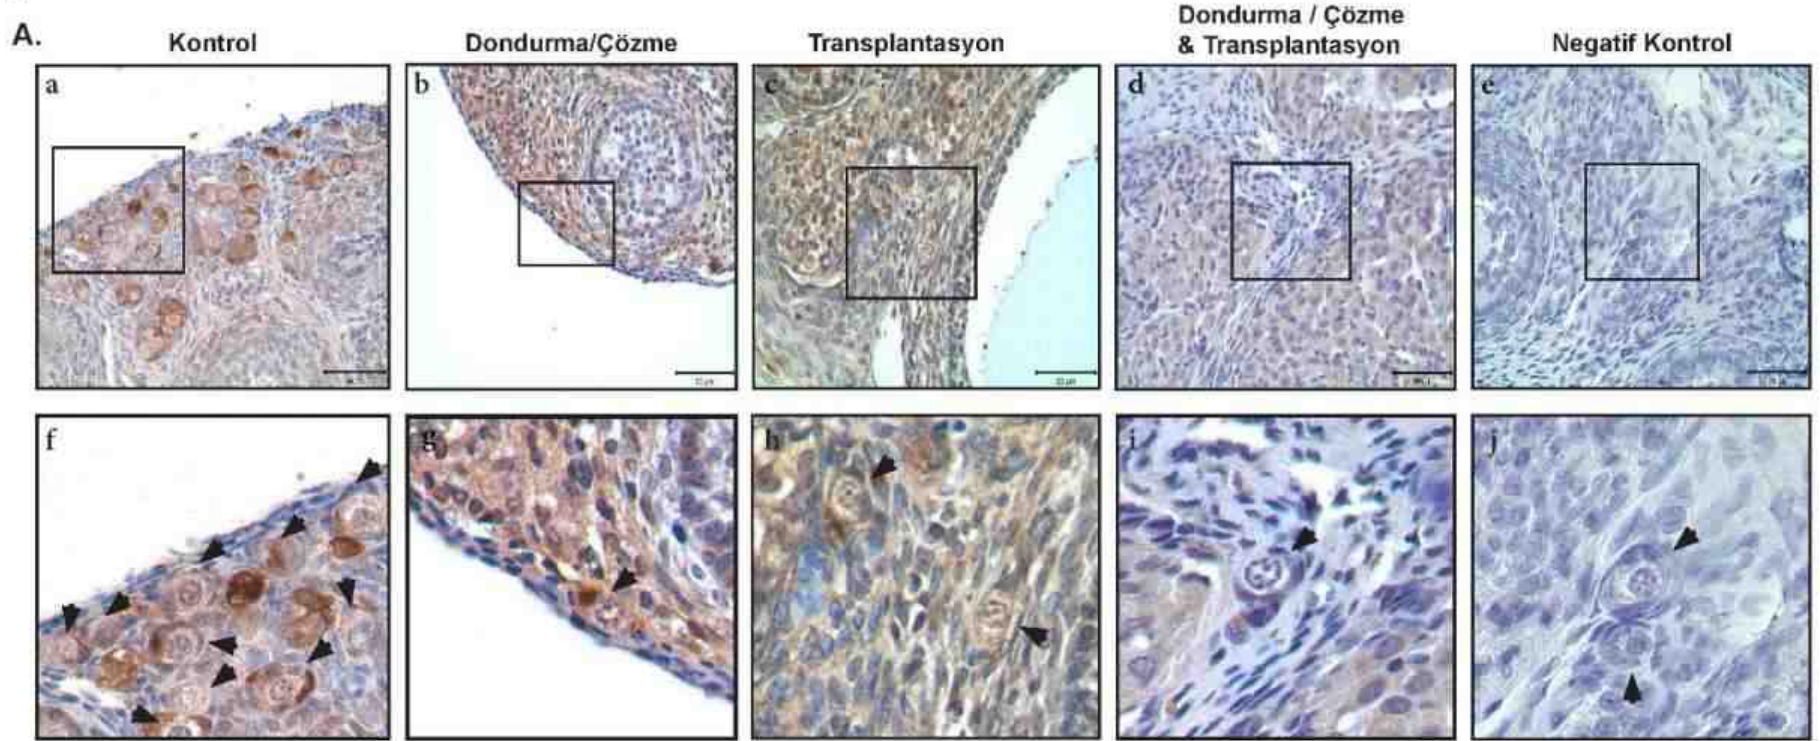 A.
Kontrol
Dondurma/Çözme
Transplantasyon
Dondurma / Çözme
& Transplantasyon
Negatif Kontrol
a
b
c
d
e
f
g
h
i
j